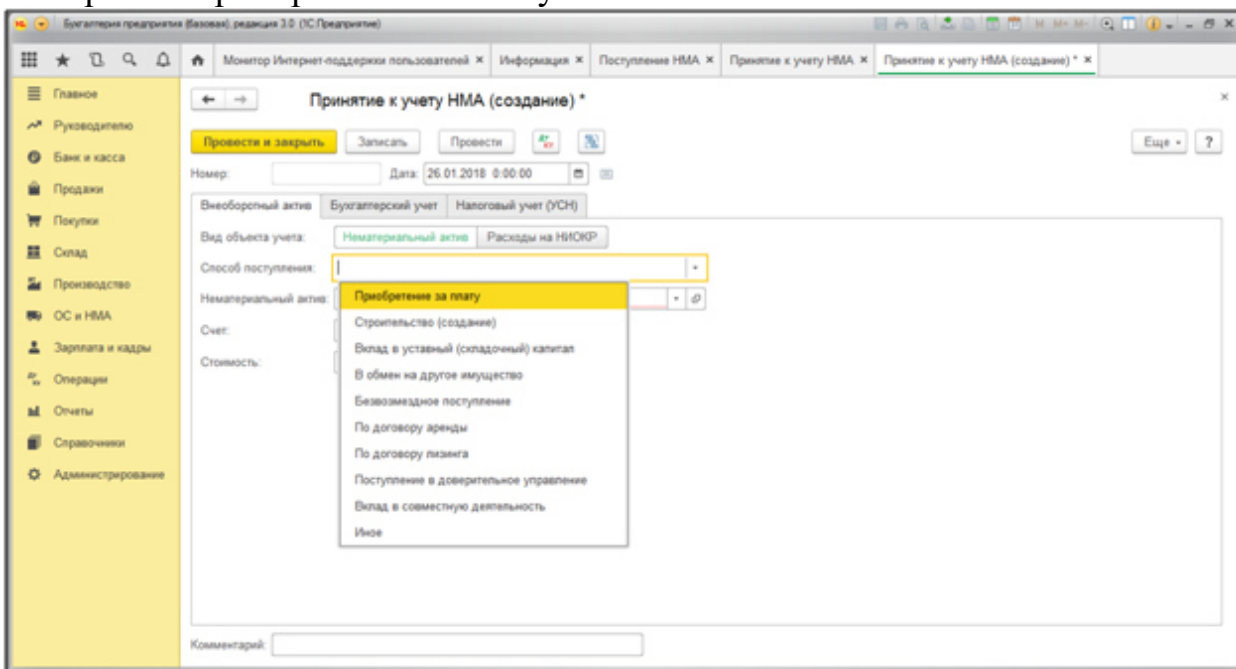 Бухгалтерия предприятия (базовая), редакция 3.0 (1С:Предприятие)
M M+ M-
Монитор Интернет-поддержки пользователей × Информация × Поступление НМА × Принятие к учету НМА × Принятие к учету НМА (создание) * ×
Главное
Руководителю
Банк и касса
Продажи
Покупки
Склад
Производство
ОС и НМА
Зарплата и кадры
Операции
Отчеты
Справочники
Администрирование
Принятие к учету НМА (создание) *
Провести и закрыть Записать Провести Еще ?
Номер: Дата: 26.01.2018 0:00:00
Внеоборотный актив Бухгалтерский учет Налоговый учет (УСН)
Вид объекта учета: Нематериальный актив Расходы на НИОКР
Способ поступления:
Нематериальный актив:
Счет:
Стоимость:
Приобретение за плату
Строительство (создание)
Вклад в уставный (складочный) капитал
В обмен на другое имущество
Безвозмездное поступление
По договору аренды
По договору лизинга
Поступление в доверительное управление
Вклад в совместную деятельность
Иное
Комментарий: